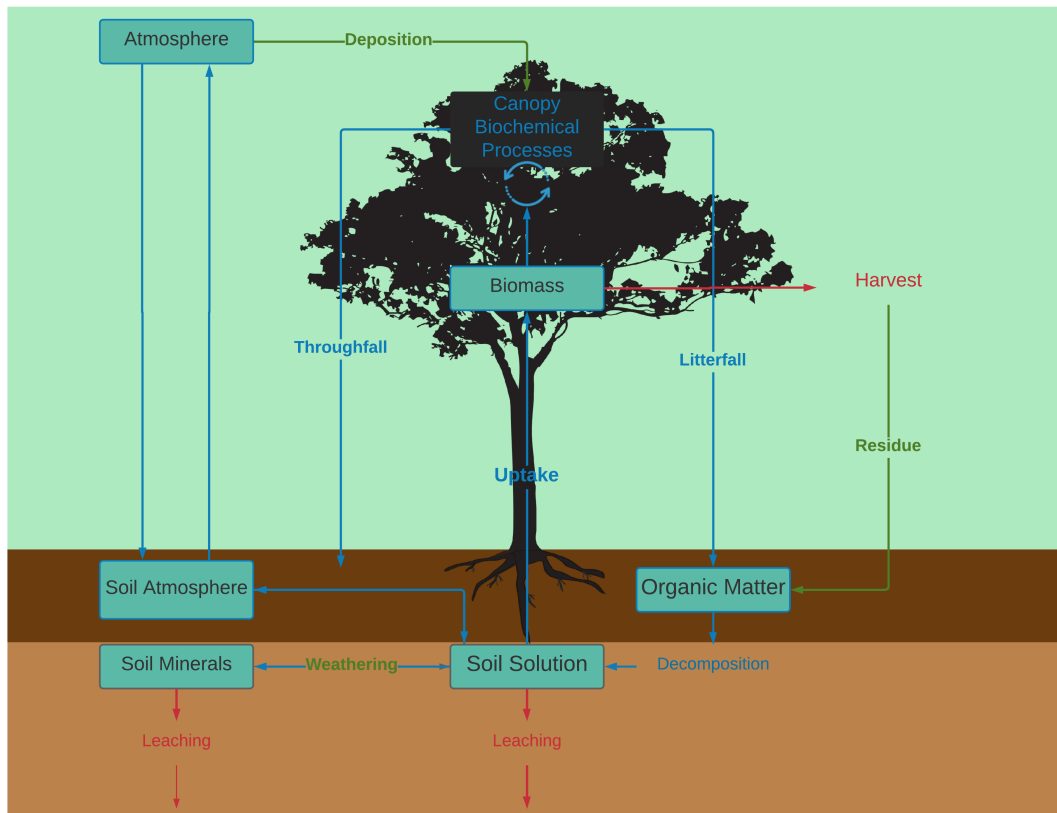 Atmosphere
Deposition
Canopy
Biochemical
Processes
Biomass
Harvest
Throughfall
Litterfall
Residue
Uptake
Soil Atmosphere
Organic Matter
Soil Minerals
Weathering
Soil Solution
Decomposition
Leaching
Leaching